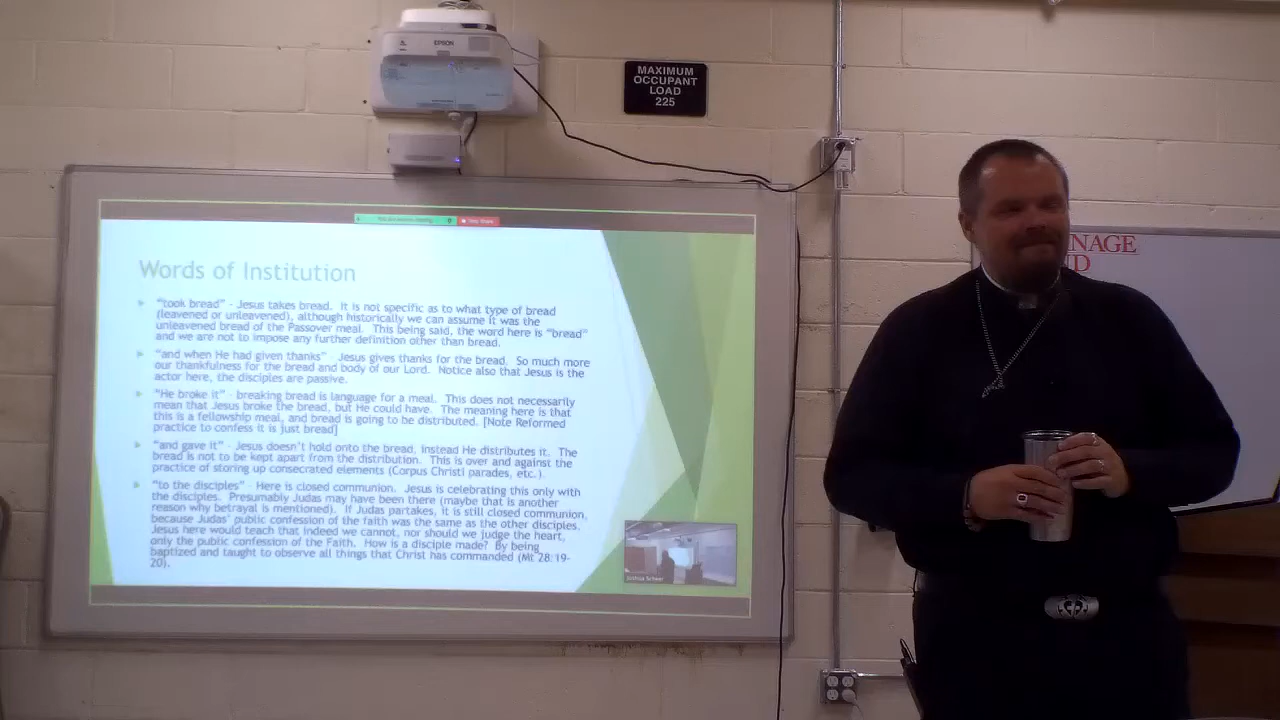 EPSON
MAXIMUM
OCCUPANT
LOAD
225
NAGE
ND
Words of Institution
"took bread" - Jesus takes bread. It is not specific as to what type of bread
(leavened or unleavened), although historically we can assume it was the
unleavened bread of the Passover meal. This being said, the word here is "bread"
and we are not to impose any further definition other than bread.
"and when He had given thanks" - Jesus gives thanks for the bread. So much more
our thankfulness for the bread and body of our Lord. Notice also that Jesus is the
actor here, the disciples are passive.
"He broke it" - breaking bread is language for a meal. This does not necessarily
mean that Jesus broke the bread, but He could have. The meaning here is that
this is a fellowship meal, and bread is going to be distributed. [Note Reformed
practice to confess it is just bread]
"and gave it" - Jesus doesn't hold onto the bread, instead He distributes it. The
bread is not to be kept apart from the distribution. This is over and against the
practice of storing up consecrated elements (Corpus Christi parades, etc.).
"to the disciples" - Here is closed communion. Jesus is celebrating this only with
the disciples. Presumably Judas may have been there (maybe that is another
reason why betrayal is mentioned). If Judas partakes, it is still closed communion,
because Judas' public confession of the faith was the same as the other disciples.
Jesus here would teach that indeed we cannot, nor should we judge the heart,
only the public confession of the Faith. How is a disciple made? By being
baptized and taught to observe all things that Christ has commanded (Mt 28:19-
20).
Joshua Scheer